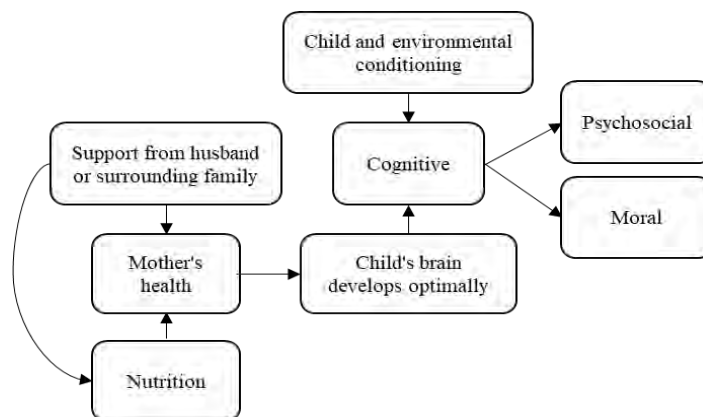 Child and environmental
conditioning
Psychosocial
Support from husband
or surrounding family
Cognitive
Moral
Mother's
health
Child's brain
develops optimally
Nutrition